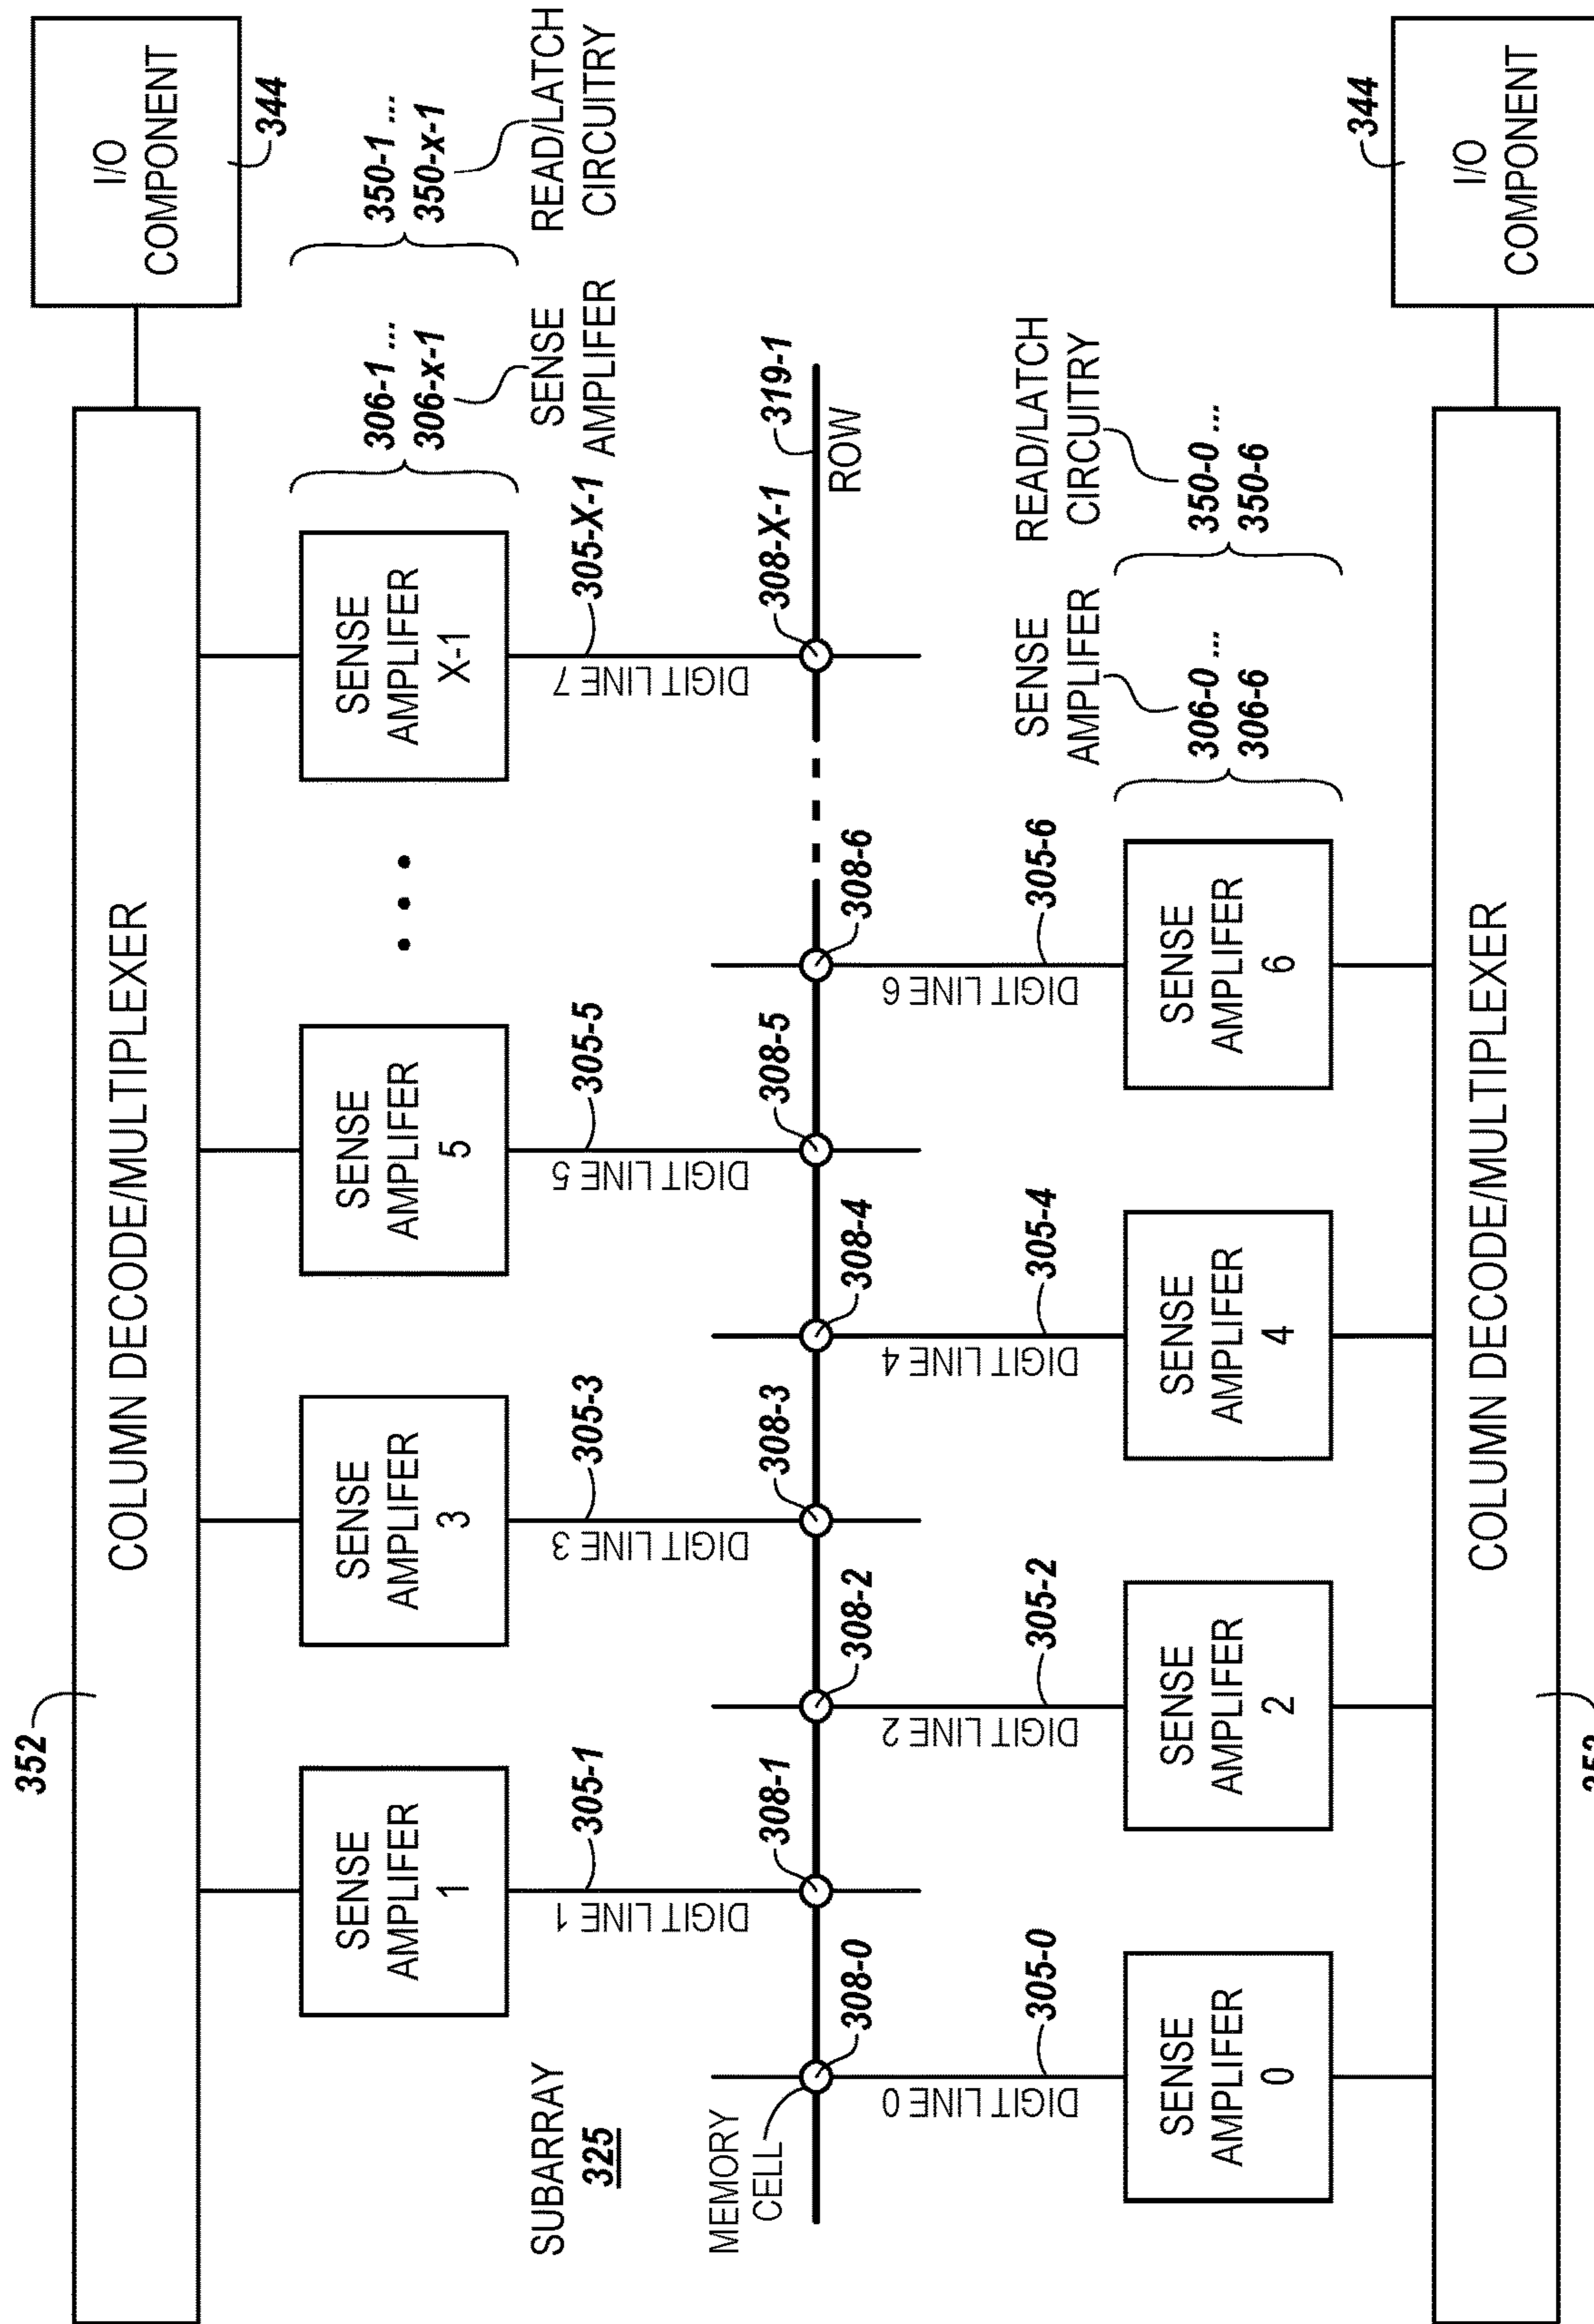 352
COLUMN DECODE/MULTIPLEXER
I/O
COMPONENT
344
SENSE
AMPLIFER
1
SENSE
AMPLIFER
3
SENSE
AMPLIFER
5
• • •
SENSE
AMPLIFER
X-1
306-1 ...
306-x-1
SENSE
AMPLIFER
350-1 ...
350-x-1
READ/LATCH
CIRCUITRY
SUBARRAY
325
305-1
DIGIT LINE 1
305-3
DIGIT LINE 3
305-5
DIGIT LINE 5
305-X-1
DIGIT LINE 7
MEMORY
CELL
308-0
308-1
308-2
308-3
308-4
308-5
308-6
308-X-1
319-1
ROW
DIGIT LINE 0
305-0
DIGIT LINE 2
305-2
DIGIT LINE 4
305-4
DIGIT LINE 6
305-6
SENSE
AMPLIFER
0
SENSE
AMPLIFER
2
SENSE
AMPLIFER
4
SENSE
AMPLIFER
6
SENSE
AMPLIFER
306-0 ...
306-6
READ/LATCH
CIRCUITRY
350-0 ...
350-6
COLUMN DECODE/MULTIPLEXER
344
I/O
COMPONENT